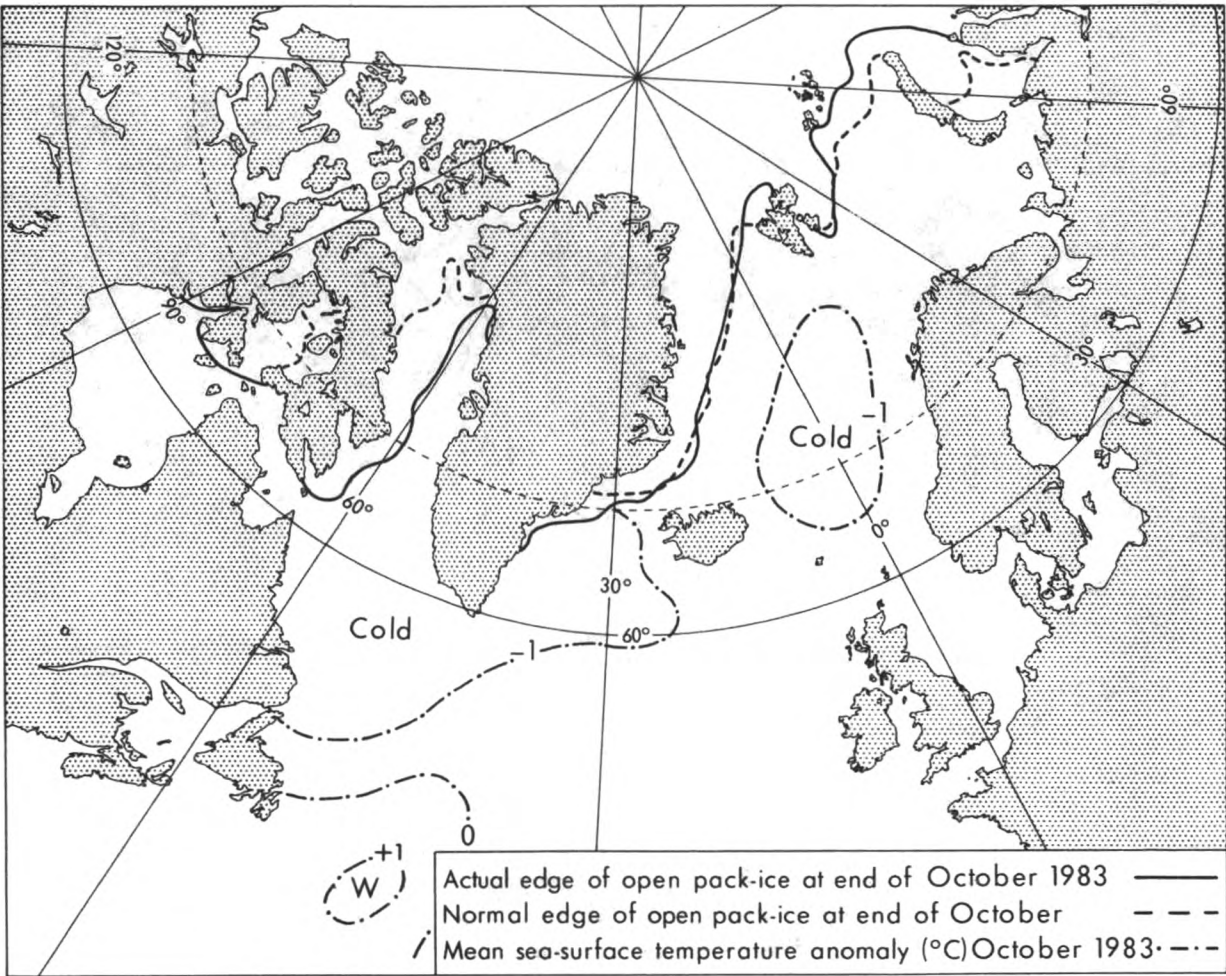 120°
60°
90°
30°
-1
Cold
60°
0°
30°
Cold
60°
-1
0
+1
W
Actual edge of open pack-ice at end of October 1983
Normal edge of open pack-ice at end of October
Mean sea-surface temperature anomaly (°C) October 1983